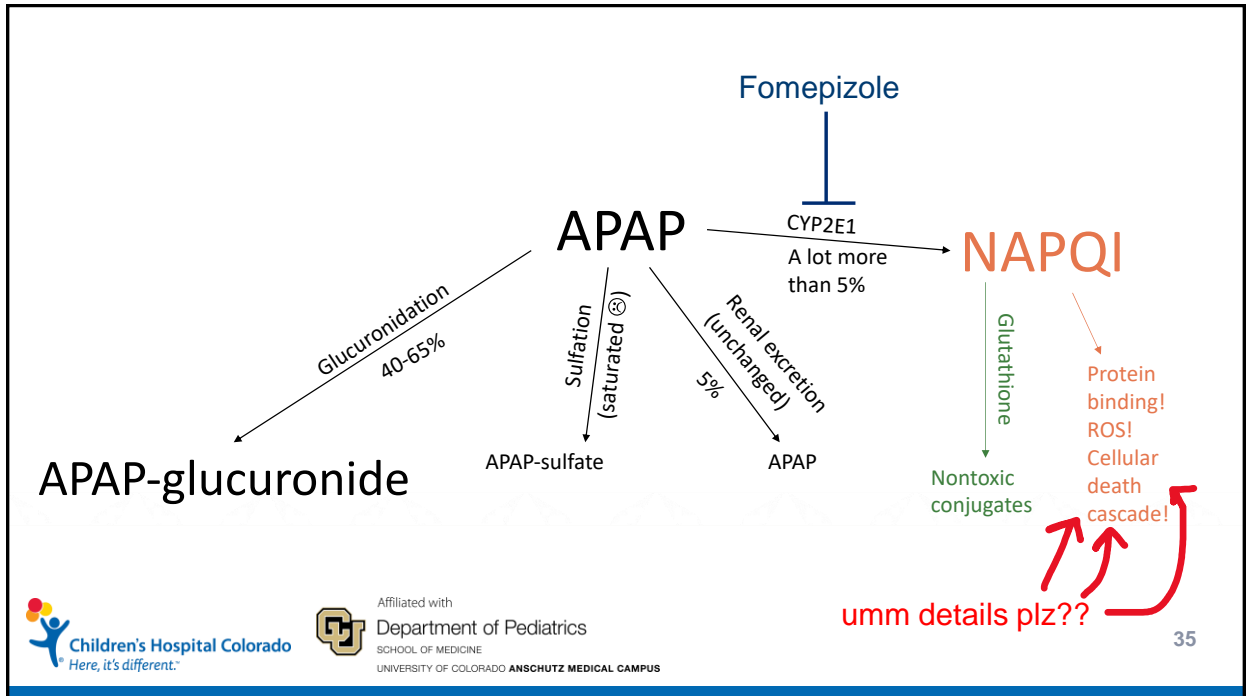 Fomepizole
APAP
CYP2E1
A lot more
than 5%
NAPQI
Glucuronidation
40-65%
Sulfation
(saturated ☹)
Renal excretion
(unchanged)
5%
Glutathione
Protein
binding!
ROS!
Cellular
death
cascade!
APAP-glucuronide
APAP-sulfate
APAP
Nontoxic
conjugates
umm details plz??
Children's Hospital Colorado
Here, it's different.™
CU
Affiliated with
Department of Pediatrics
SCHOOL OF MEDICINE
UNIVERSITY OF COLORADO ANSCHUTZ MEDICAL CAMPUS
35